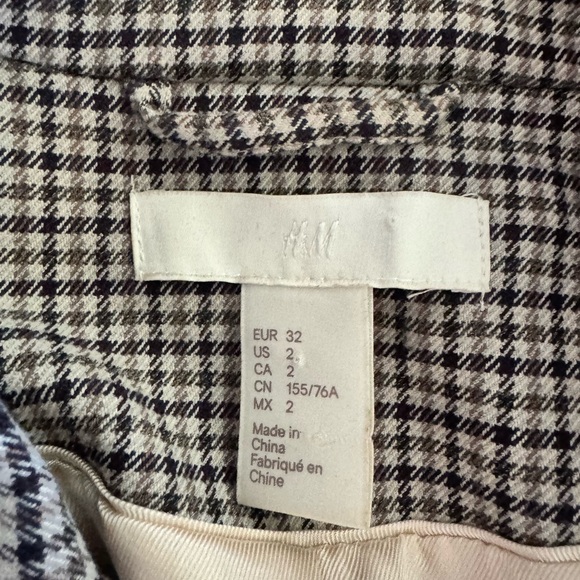 H&M
EUR 32
US 2
CA 2
CN 155/76A
MX 2
Made in
China
Fabriqué en
Chine